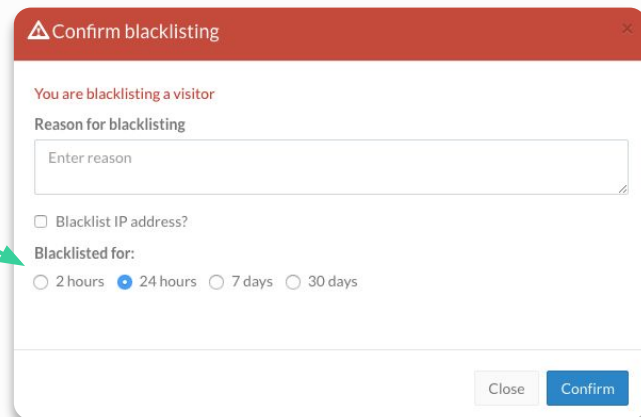 Confirm blacklisting
×
You are blacklisting a visitor
Reason for blacklisting
Enter reason
Blacklist IP address?
Blacklisted for:
2 hours 24 hours 7 days 30 days
Close Confirm